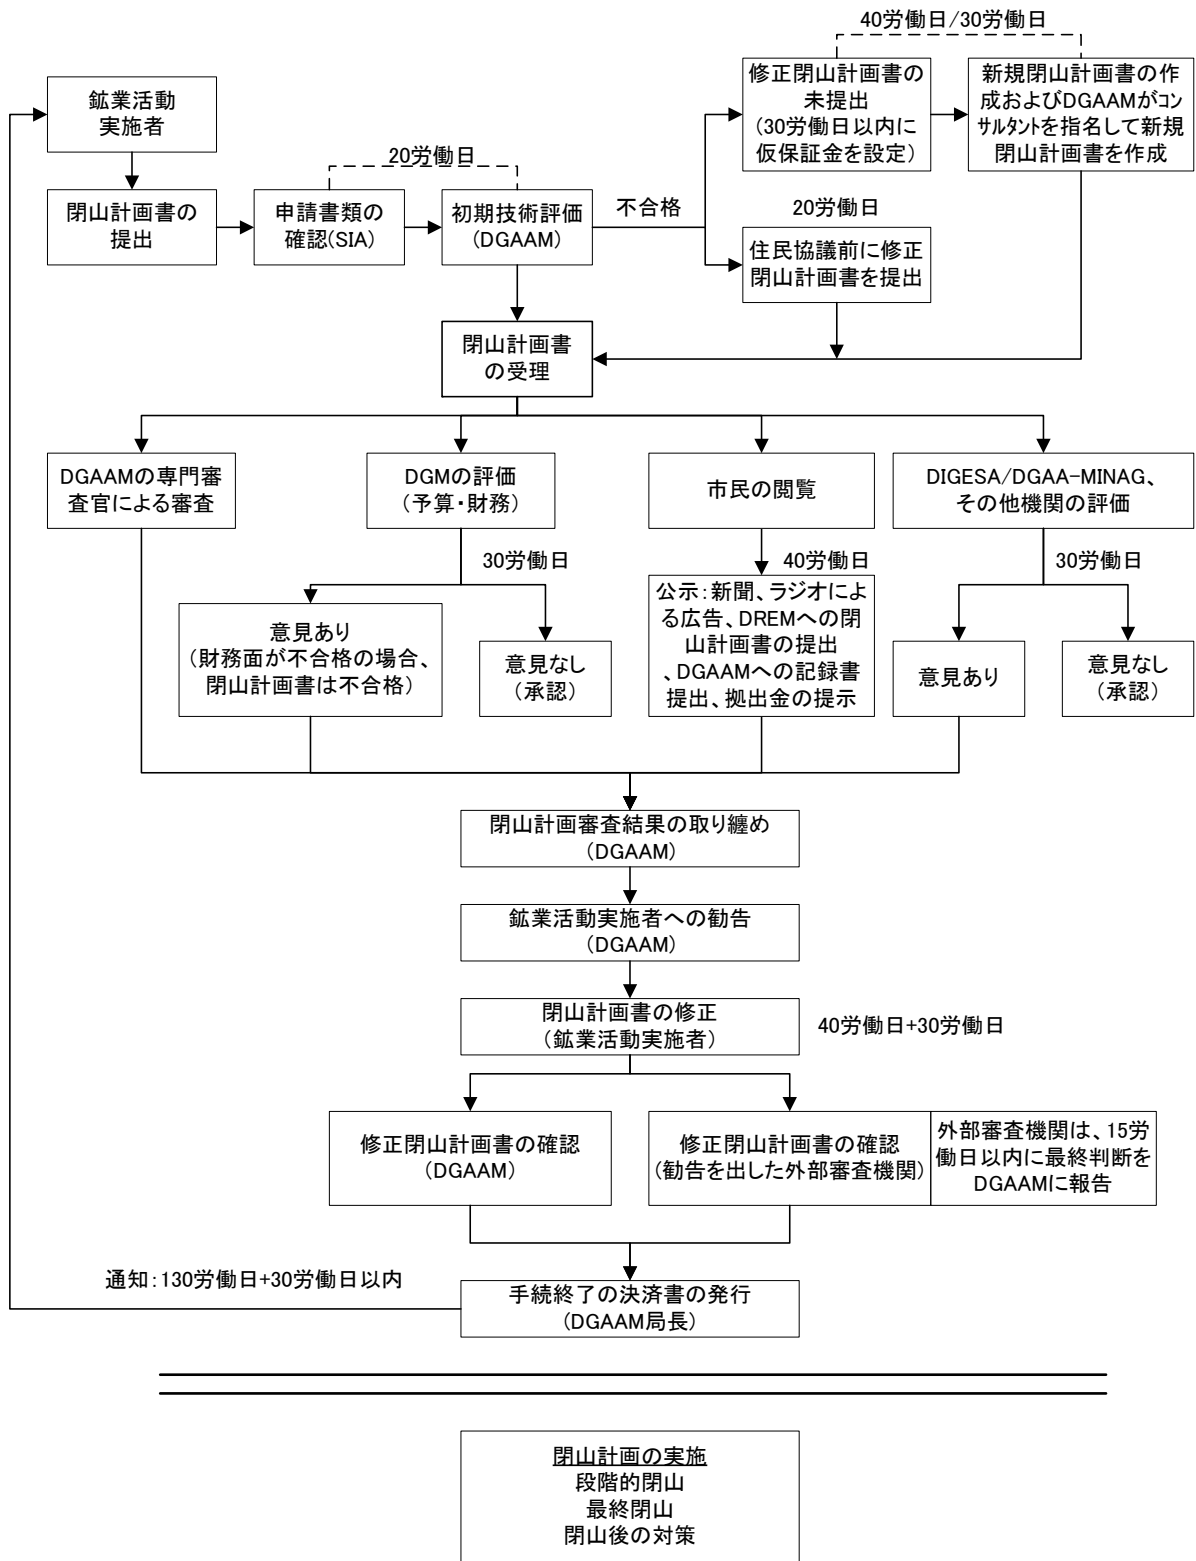 40労働日/30労働日
鉱業活動
実施者
修正閉山計画書の
未提出
(30労働日以内に
仮保証金を設定)
新規閉山計画書の作
成およびDGAAMがコン
サルタントを指名して新規
閉山計画書を作成
20労働日
閉山計画書の
提出
申請書類の
確認(SIA)
初期技術評価
(DGAAM)
不合格
20労働日
住民協議前に修正
閉山計画書を提出
閉山計画書
の受理
DGAAMの専門審
査官による審査
DGMの評価
(予算・財務)
市民の閲覧
DIGESA/DGAA-MINAG、
その他機関の評価
30労働日
40労働日
30労働日
意見あり
(財務面が不合格の場合、
閉山計画書は不合格)
意見なし
(承認)
公示:新聞、ラジオによ
る広告、DREMへの閉
山計画書の提出
、DGAAMへの記録書
提出、拠出金の提示
意見あり
意見なし
(承認)
閉山計画審査結果の取り纏め
(DGAAM)
鉱業活動実施者への勧告
(DGAAM)
閉山計画書の修正
(鉱業活動実施者)
40労働日+30労働日
修正閉山計画書の確認
(DGAAM)
修正閉山計画書の確認
(勧告を出した外部審査機関)
外部審査機関は、15労
働日以内に最終判断を
DGAAMに報告
通知:130労働日+30労働日以内
手続終了の決済書の発行
(DGAAM局長)
閉山計画の実施
段階的閉山
最終閉山
閉山後の対策